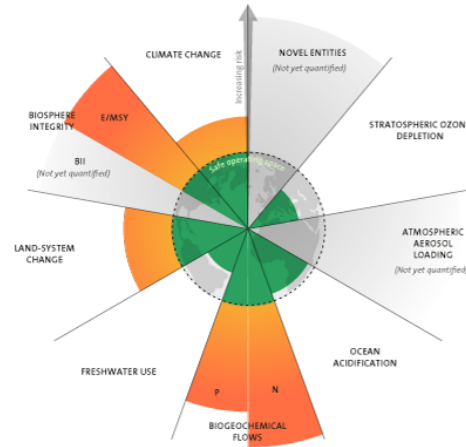 CLIMATE CHANGE
Increasing risk
NOVEL ENTITIES
(Not yet quantified)
STRATOSPHERIC OZON
DEPLETION
BIOSPHERE
INTEGRITY
E/MSY
BII
(Not yet quantified)
Safe operating space
LAND-SYSTEM
CHANGE
ATMOSPHERIC
AEROSOL
LOADING
(Not yet quantified)
FRESHWATER USE
OCEAN
ACIDIFICATION
P
N
BIOGEOCHEMICAL
FLOWS